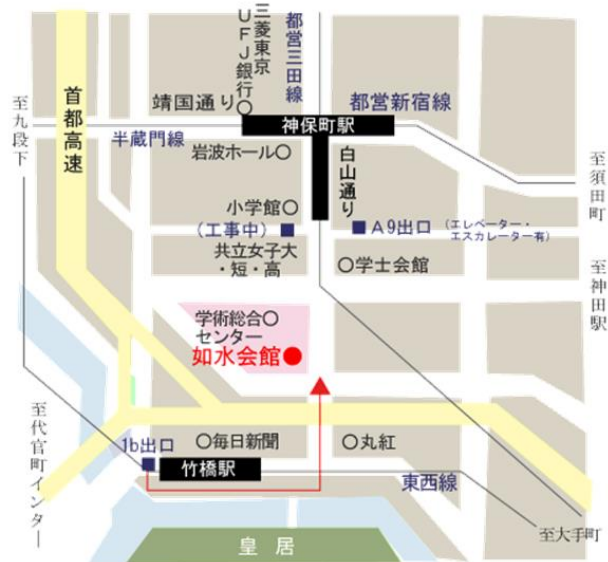 三菱東京
UFJ銀行
都営三田線
首都高速
靖国通り
都営新宿線
至九段下
半蔵門線
神保町駅
岩波ホール
白山通り
至須田町
小学館
(工事中)
A9出口
(エレベーター・
エスカレーター有)
共立女子大
・短・高
学士会館
至神田駅
学術総合
センター
如水会館
至代官町インター
1b出口
毎日新聞
丸紅
竹橋駅
東西線
至大手町
皇居